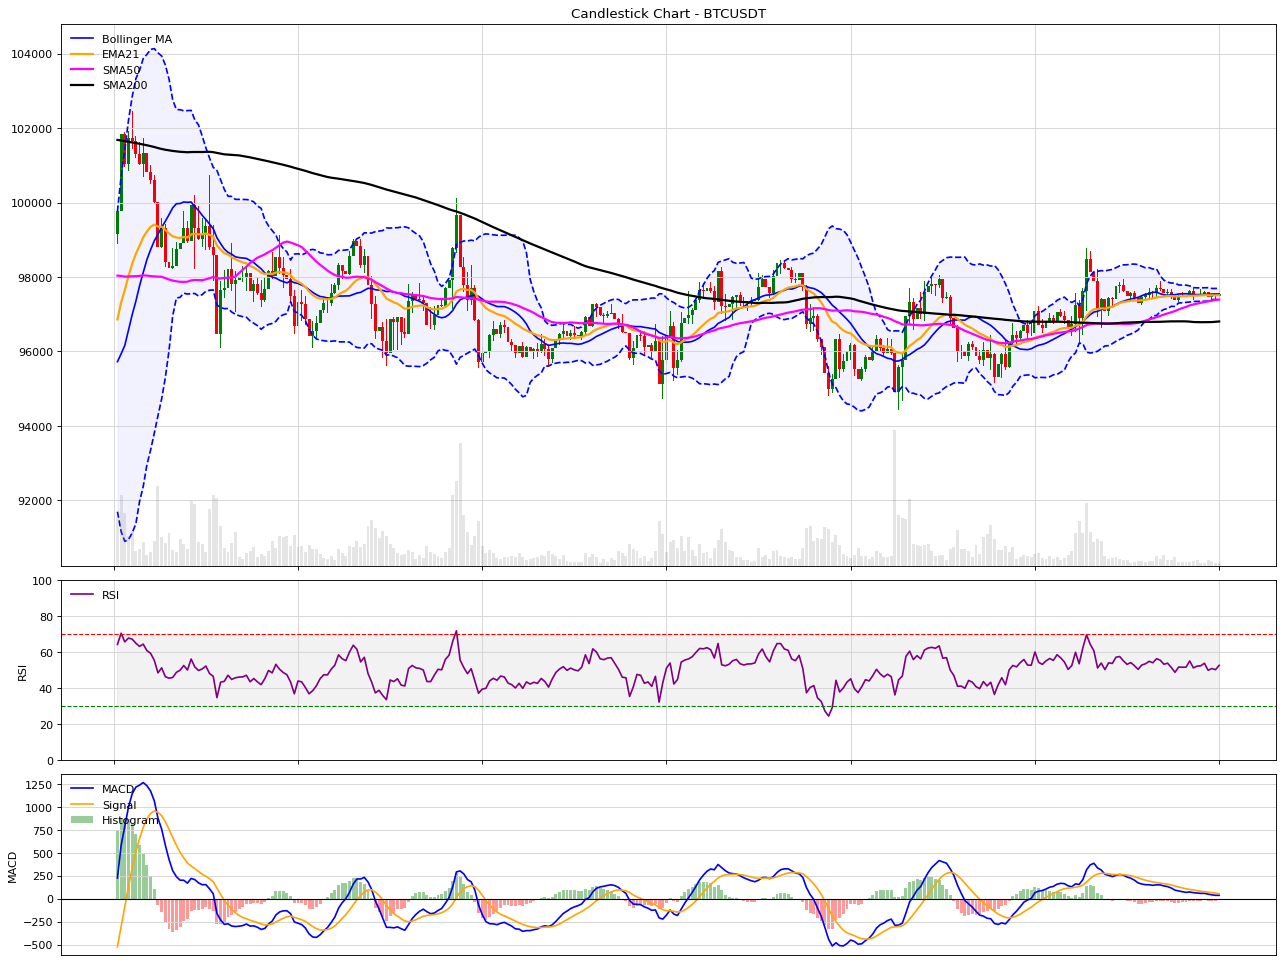 Candlestick Chart - BTCUSDT
Bollinger MA
EMA21
SMA50
SMA200
104000
102000
100000
98000
96000
94000
92000
RSI
RSI
100
80
60
40
20
0
MACD
Signal
Histogram
MACD
1250
1000
750
500
250
0
−250
−500